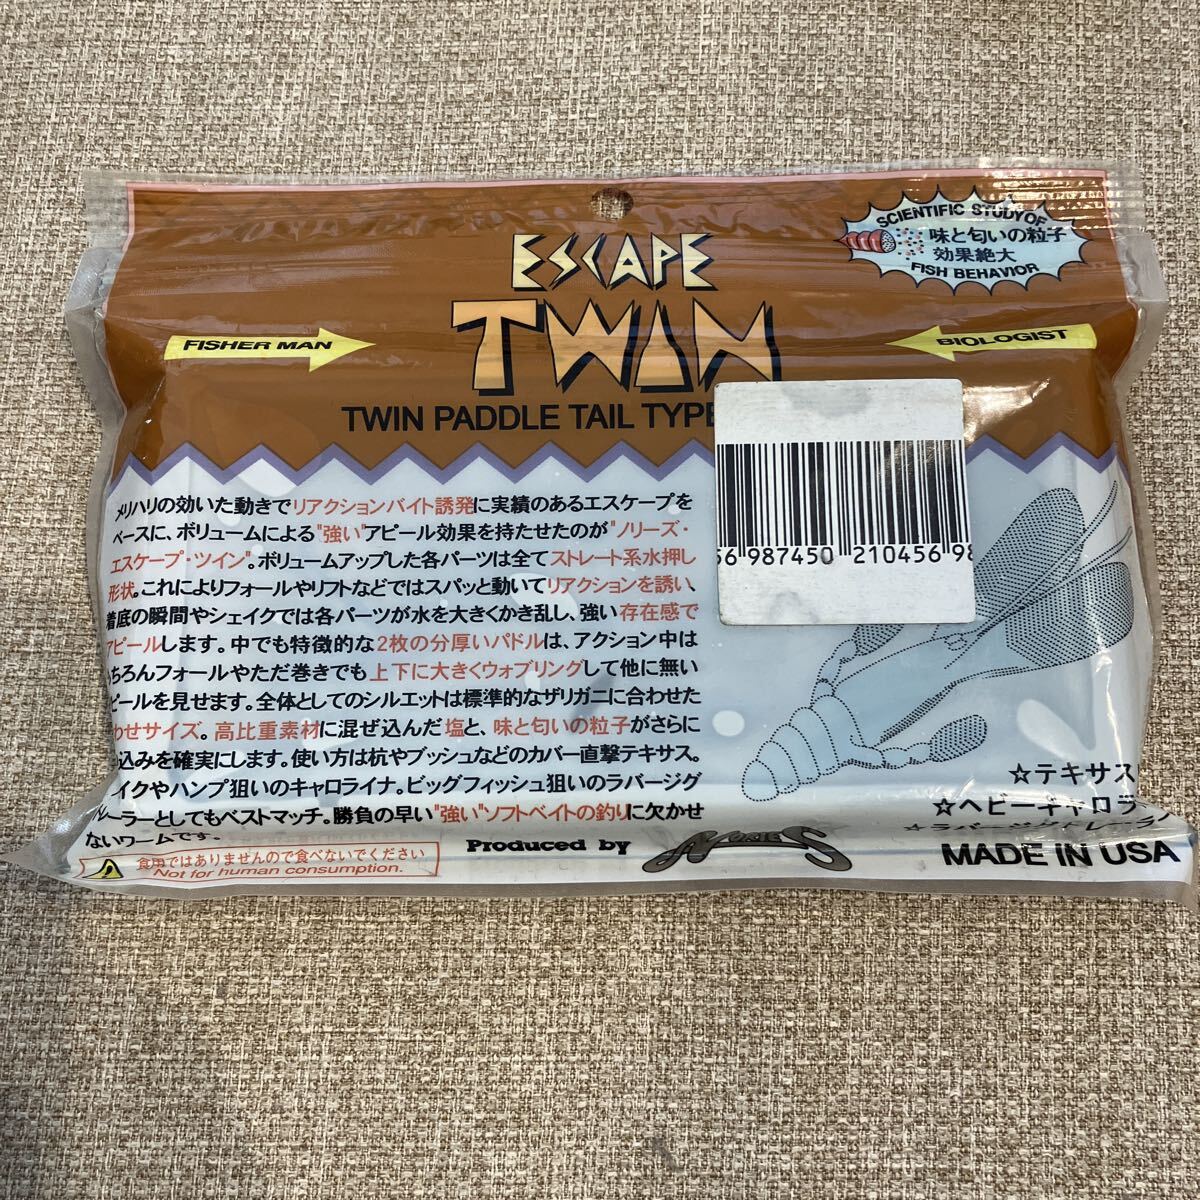 SCIENTIFIC STUDY OF
味と匂いの粒子
効果絶大
FISH BEHAVIOR
ESCAPE
TWIN
FISHER MAN
BIOLOGIST
TWIN PADDLE TAIL TYPE
メリハリの効いた動きでリアクションバイト誘発に実績のあるエスケープを
ベースに、ボリュームによる"強い"アピール効果を持たせたのが"ノリーズ・
エスケープ・ツイン"。ボリュームアップした各パーツは全てストレート系水押し
形状。これによりフォールやリフトなどではスパッと動いてリアクションを誘い、
着底の瞬間やシェイクでは各パーツが水を大きくかき乱し、強い存在感で
アピールします。中でも特徴的な2枚の分厚いパドルは、アクション中は
ちろんフォールやただ巻きでも上下に大きくウォブリングして他に無い
ピールを見せます。全体としてのシルエットは標準的なザリガニに合わせた
わせサイズ。高比重素材に混ぜ込んだ塩と、味と匂いの粒子がさらに
込みを確実にします。使い方は杭やブッシュなどのカバー直撃テキサス。
イクやハンプ狙いのキャロライナ。ビッグフィッシュ狙いのラバージグ
トレーラーとしてもベストマッチ。勝負の早い"強い"ソフトベイトの釣りに欠かせ
ないワームです。
56 987450 210456 98
☆テキサス
☆ヘビーキャロラ
☆ラバージグトレーラ
食用ではありませんので食べないでください
Not for human consumption.
Produced by NORIES
MADE IN USA